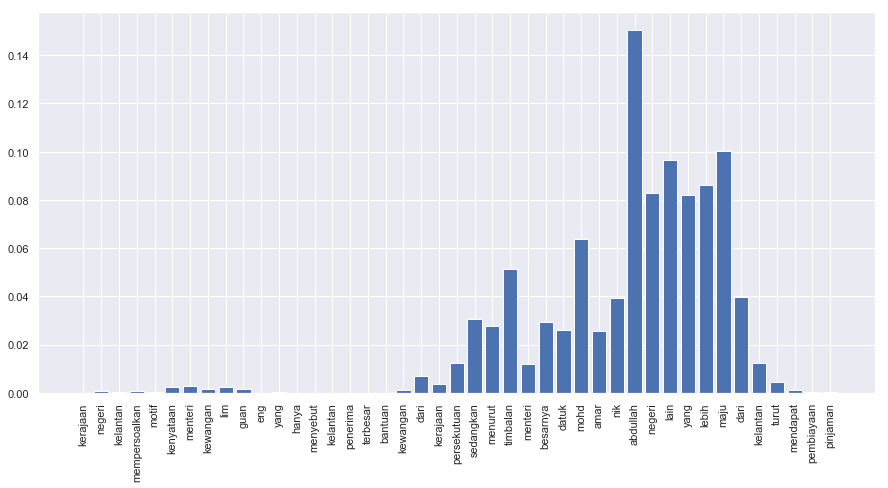 0.14
0.12
0.10
0.08
0.06
0.04
0.02
0.00
kerajaan
negeri
kelantan
mempersoalkan
motif
kenyataan
menteri
kewangan
lim
guan
eng
yang
hanya
menyebut
kelantan
penerima
terbesar
bantuan
kewangan
dari
kerajaan
persekutuan
sedangkan
menurut
timbalan
menteri
besarnya
datuk
mohd
amar
nik
abdullah
negeri
lain
yang
lebih
maju
dari
kelantan
turut
mendapat
pembiayaan
pinjaman